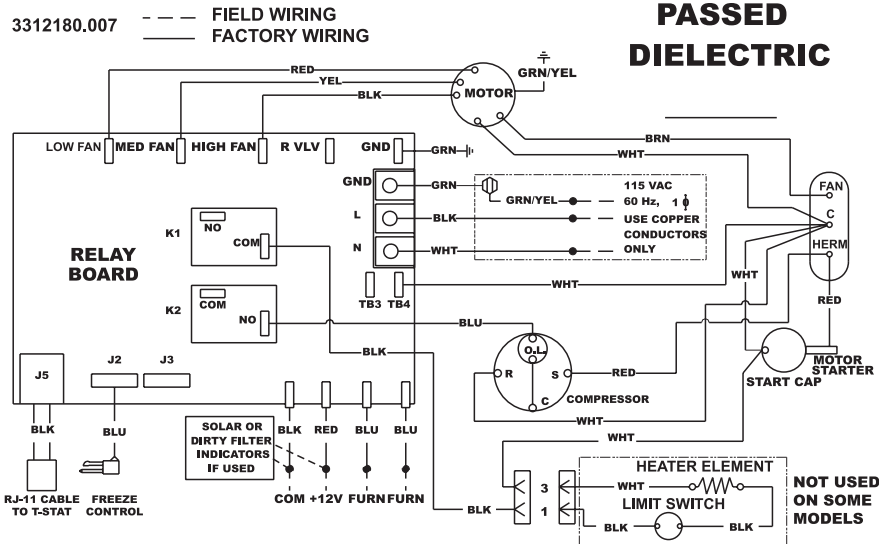 3312180.007
FIELD WIRING
FACTORY WIRING
PASSED
DIELECTRIC
RED
YEL
BLK
MOTOR
GRN/YEL
BRN
WHT
LOW FAN
MED FAN
HIGH FAN
R VLV
GND
GRN
GND
GRN
L
BLK
N
WHT
GRN/YEL
115 VAC
60 Hz, 1 ϕ
USE COPPER
CONDUCTORS
ONLY
FAN
C
HERM
K1
NO
COM
RELAY
BOARD
K2
COM
NO
TB3
TB4
WHT
WHT
RED
BLU
BLK
O.L.
R
S
C
COMPRESSOR
RED
WHT
MOTOR
STARTER
START CAP
J5
J2
J3
BLK
BLU
SOLAR OR
DIRTY FILTER
INDICATORS
IF USED
BLK
RED
BLU
BLU
COM
+12V
FURN
FURN
RJ-11 CABLE
TO T-STAT
FREEZE
CONTROL
WHT
3
1
BLK
HEATER ELEMENT
WHT
LIMIT SWITCH
BLK
BLK
NOT USED
ON SOME
MODELS